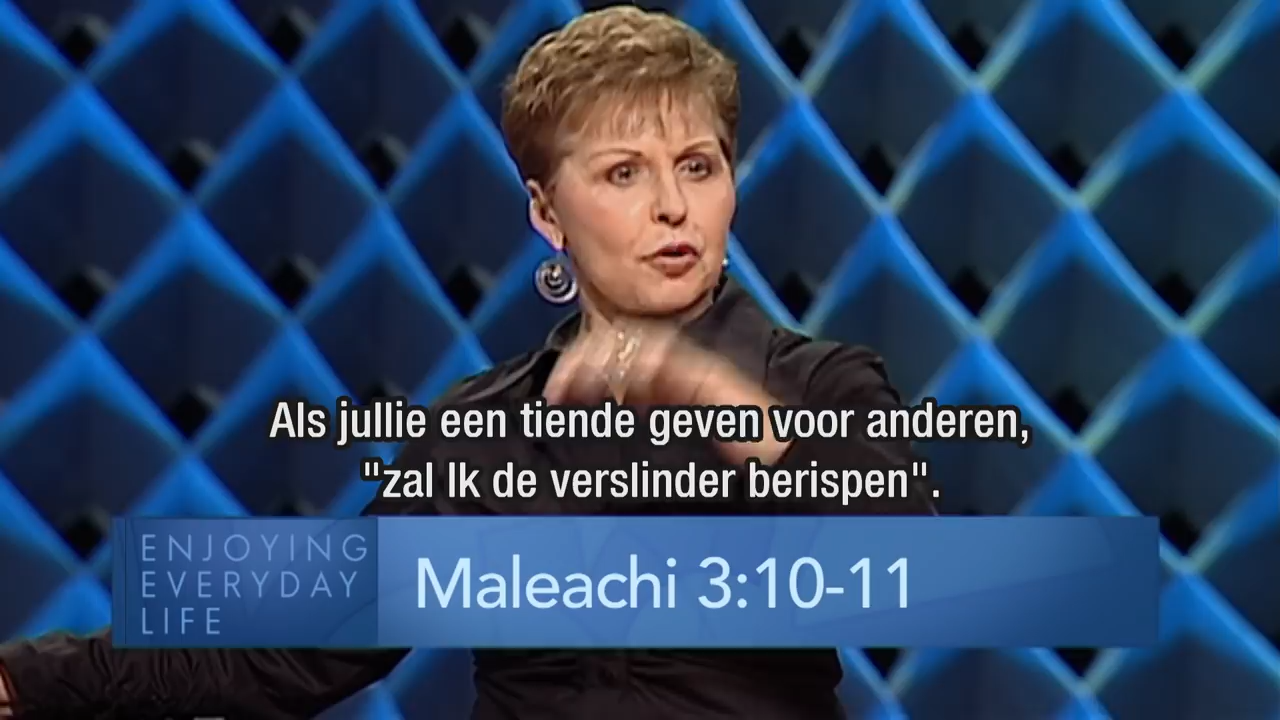 Als jullie een tiende geven voor anderen,
"zal Ik de verslinder berispen".
ENJOYING
EVERYDAY
LIFE
Maleachi 3:10-11